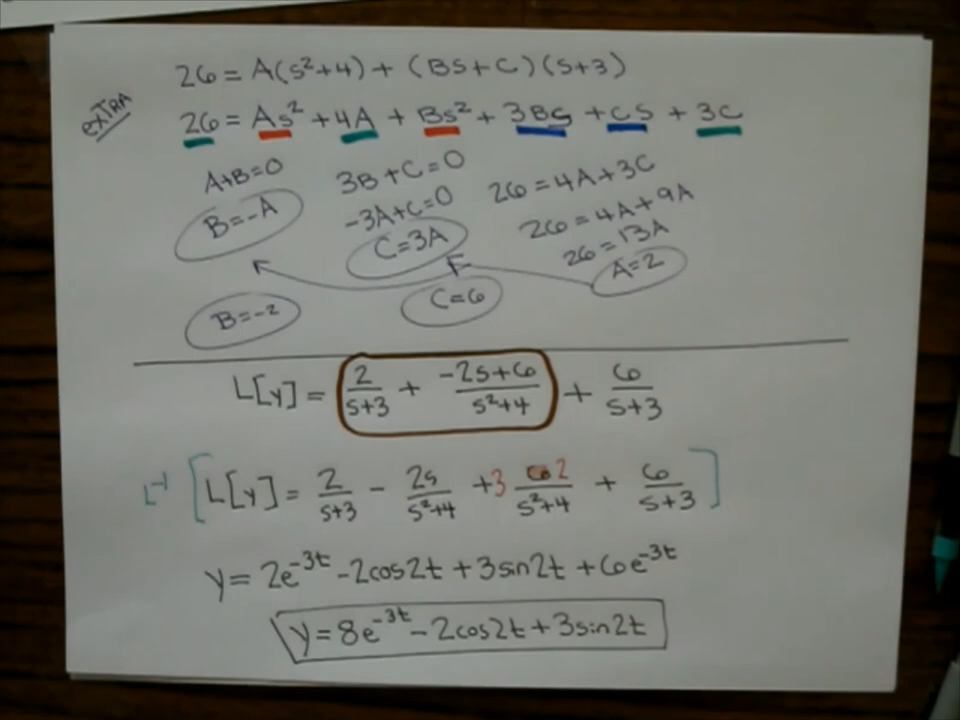 26 = A(s²+4) + (Bs+C)(s+3)
exTRA
26 = As² + 4A + Bs² + 3Bs + Cs + 3C
A+B=0
B=-A
3B+C=0
-3A+C=0
C=3A
26=4A+3C
26=4A+9A
26=13A
A=2
C=6
B=-2
L[y] = 2/(s+3) + (-2s+6)/(s²+4) + 6/(s+3)
L⁻¹ [L[y] = 2/(s+3) - 2s/(s²+4) + 3 2/(s²+4) + 6/(s+3)]
y = 2e⁻³ᵗ - 2cos2t + 3sin2t + 6e⁻³ᵗ
y = 8e⁻³ᵗ - 2cos2t + 3sin2t